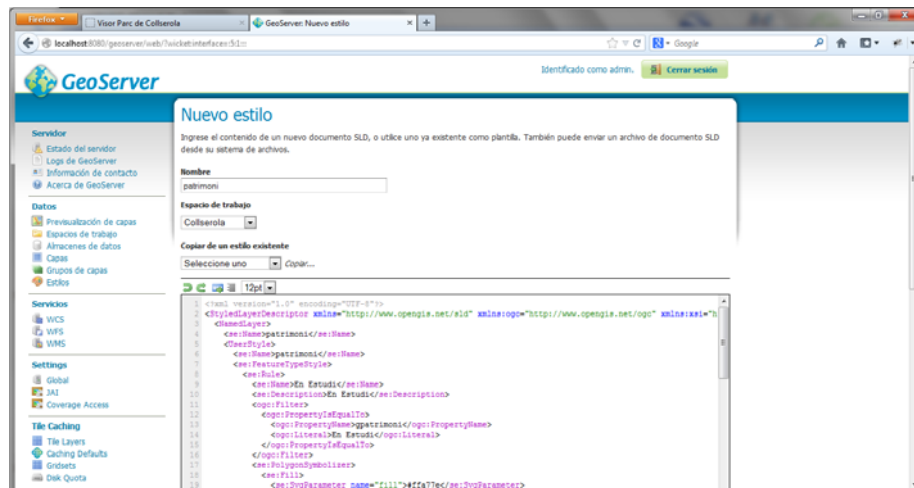 Firefox
Visor Parc de Collserola
GeoServer: Nuevo estilo
localhost:8080/geoserver/web/?wicket:interface=:51:::
Google
GeoServer
Identificado como admin.
Cerrar sesión
Servidor
Estado del servidor
Logs de GeoServer
Información de contacto
Acerca de GeoServer
Datos
Previsualización de capas
Espacios de trabajo
Almacenes de datos
Capas
Grupos de capas
Estilos
Servicios
WCS
WFS
WMS
Settings
Global
JAI
Coverage Access
Tile Caching
Tile Layers
Caching Defaults
Gridsets
Disk Quota
Nuevo estilo
Ingrese el contenido de un nuevo documento SLD, o utilice uno ya existente como plantilla. También puede enviar un archivo de documento SLD
desde su sistema de archivos.
Nombre
patrimoni
Espacio de trabajo
Collserola
Copiar de un estilo existente
Seleccione uno Copiar...
12pt
1 <?xml version="1.0" encoding="UTF-8"?>
2 <StyledLayerDescriptor xmlns="http://www.opengis.net/sld" xmlns:ogc="http://www.opengis.net/ogc" xmlns:xsi="h
3 <NamedLayer>
4 <se:Name>patrimoni</se:Name>
5 <UserStyle>
6 <se:Name>patrimoni</se:Name>
7 <se:FeatureTypeStyle>
8 <se:Rule>
9 <se:Name>En Estudi</se:Name>
10 <se:Description>En Estudi</se:Description>
11 <ogc:Filter>
12 <ogc:PropertyIsEqualTo>
13 <ogc:PropertyName>gpatrimoni</ogc:PropertyName>
14 <ogc:Literal>En Estudi</ogc:Literal>
15 </ogc:PropertyIsEqualTo>
16 </ogc:Filter>
17 <se:PolygonSymbolizer>
18 <se:Fill>
19 <se:SvgParameter name="fill">#ffa77e</se:SvgParameter>